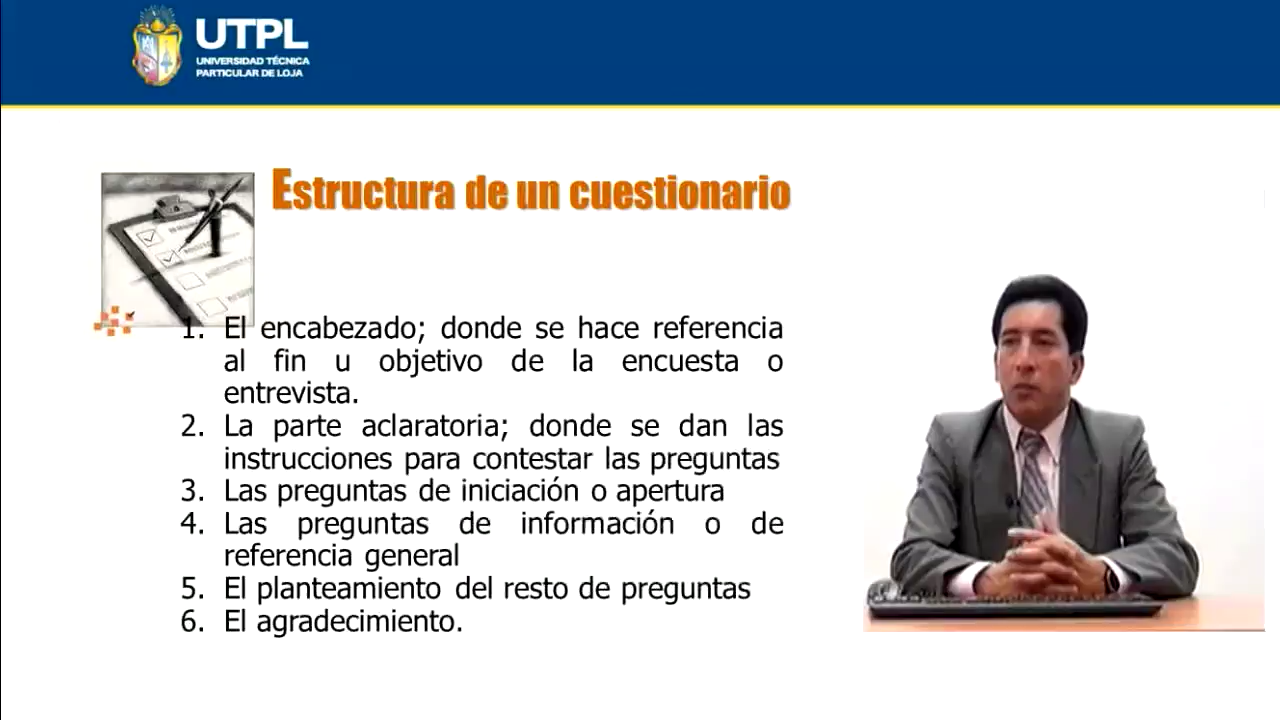 UTPL
UNIVERSIDAD TÉCNICA
PARTICULAR DE LOJA
Estructura de un cuestionario
1. El encabezado; donde se hace referencia
al fin u objetivo de la encuesta o
entrevista.
2. La parte aclaratoria; donde se dan las
instrucciones para contestar las preguntas
3. Las preguntas de iniciación o apertura
4. Las preguntas de información o de
referencia general
5. El planteamiento del resto de preguntas
6. El agradecimiento.